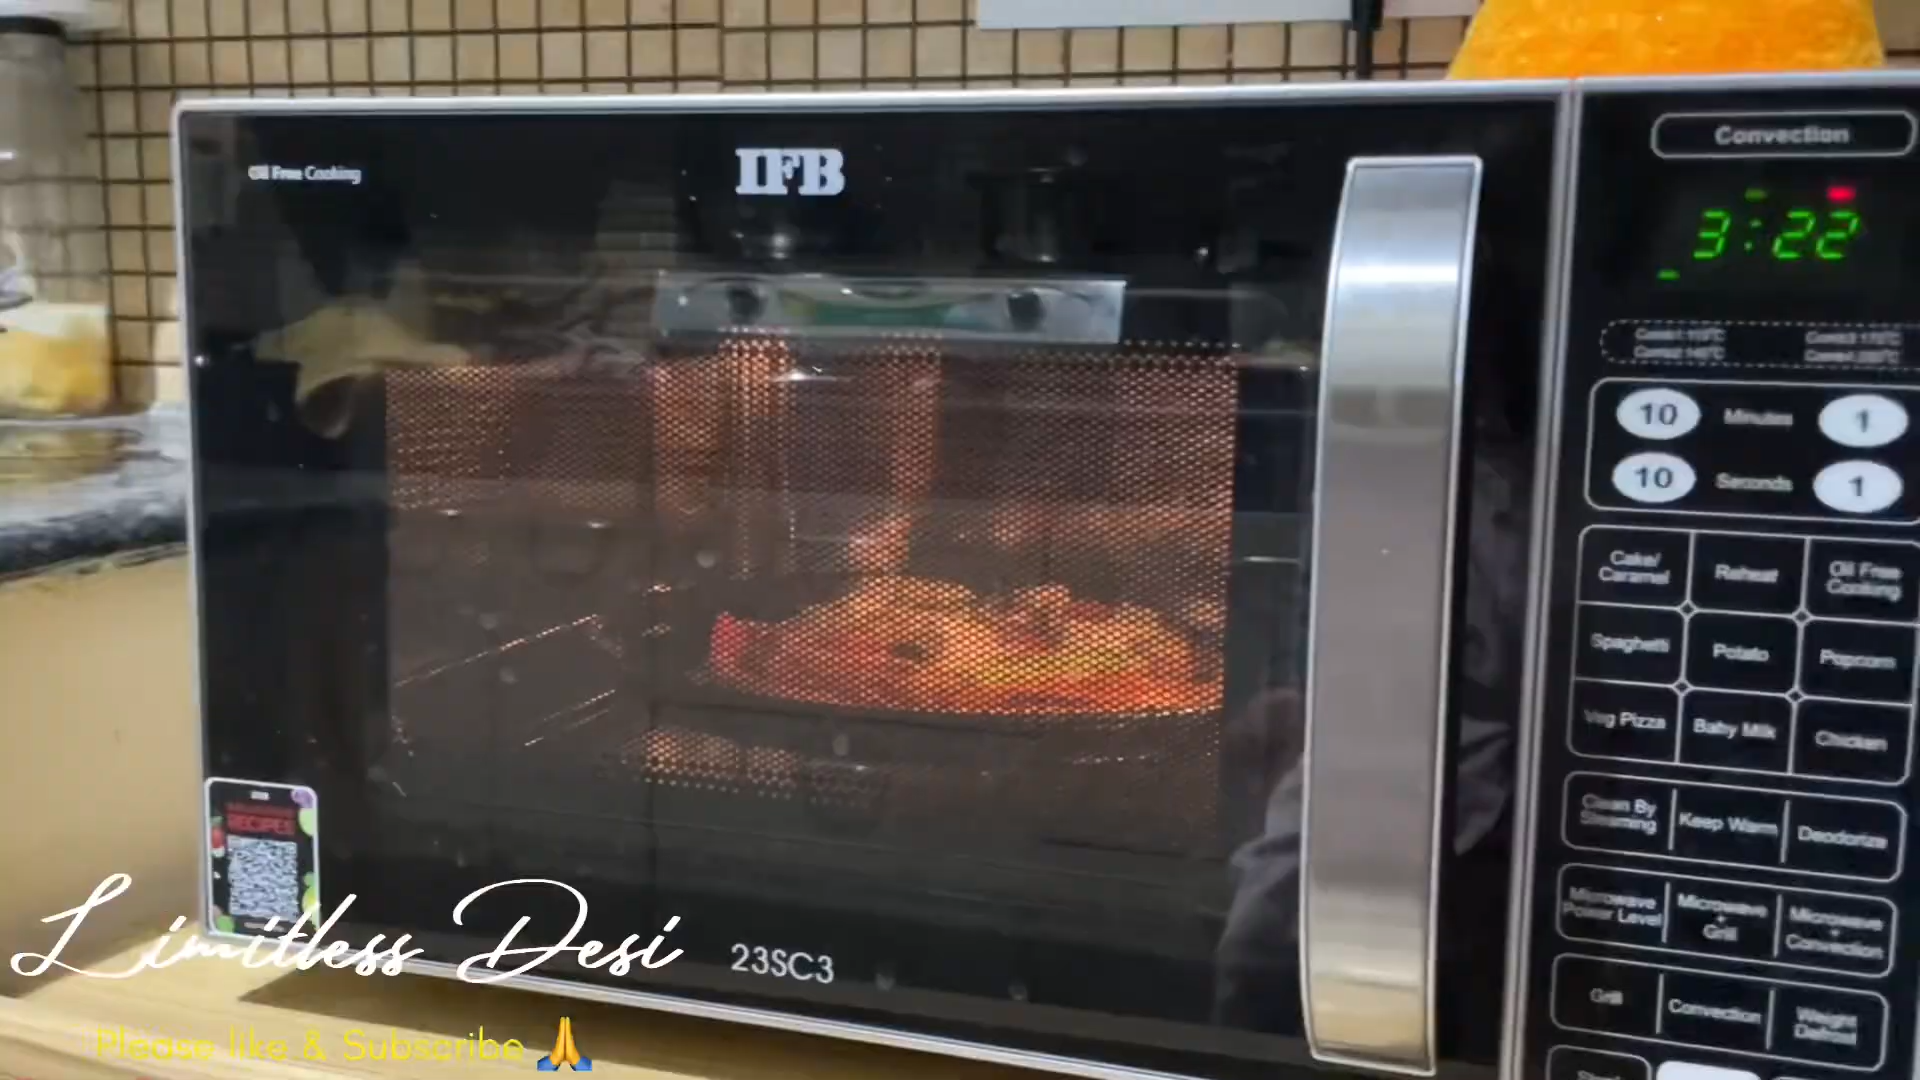 Oil Free Cooking
IFB
Convection
3:22
10 Minutes 1
10 Seconds 1
Cake/
Caramel
Reheat
Oil Free
Cooking
Spaghetti
Potato
Popcorn
Veg Pizza
Baby Milk
Chicken
Clean By
Steaming
Keep Warm
Deodorize
Microwave
Power Level
Microwave
+
Grill
Microwave
+
Convection
Grill
Convection
Weight
Defrost
RECIPES
Limitless Desi
23SC3
Please like & Subscribe 🙏